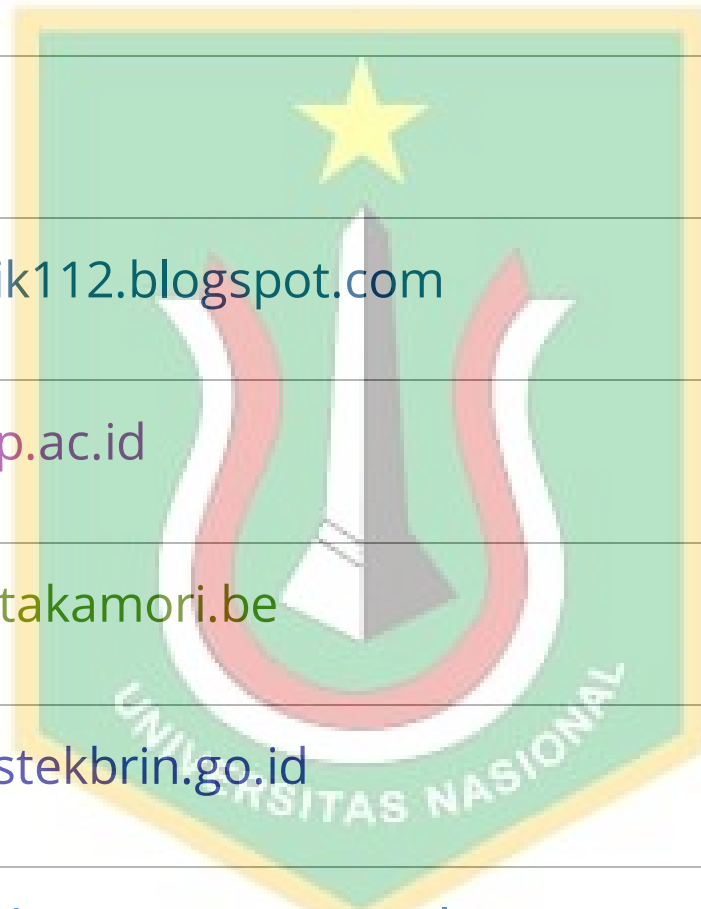 ik112.blogspot.com
p.ac.id
takamori.be
stekbrin.go.id
UNIVERSITAS NASIONAL